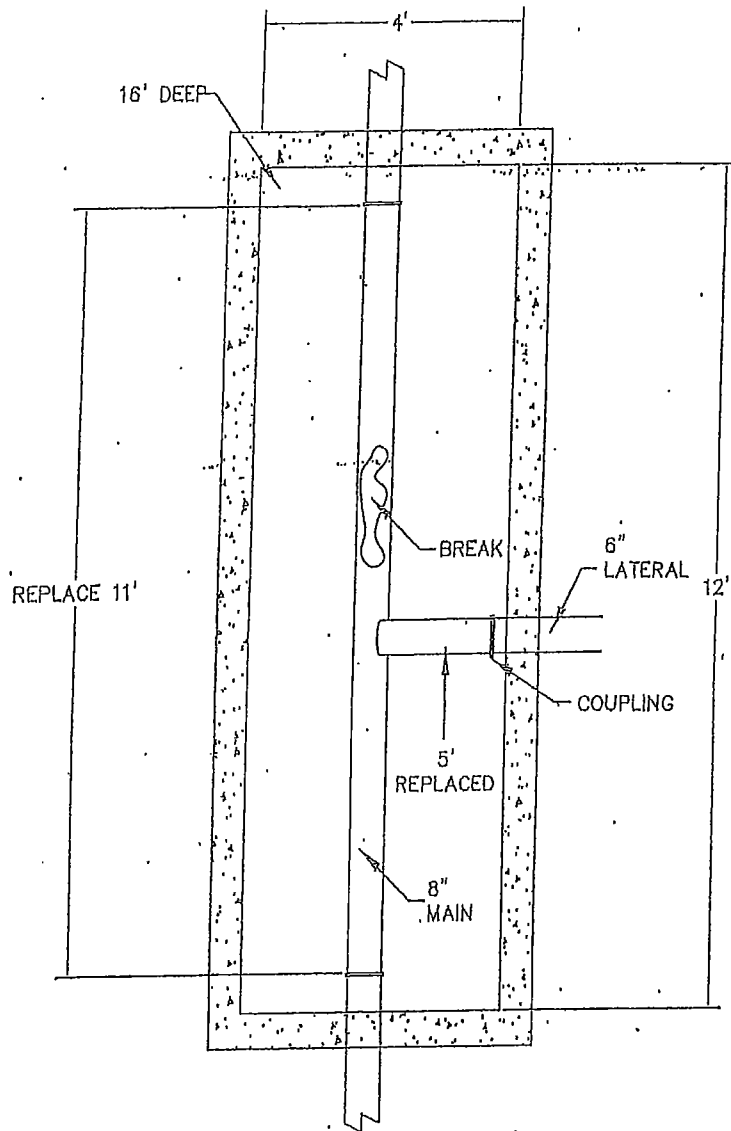 4'
16' DEEP
BREAK
6"
LATERAL
REPLACE 11'
12'
COUPLING
5'
REPLACED
8"
MAIN